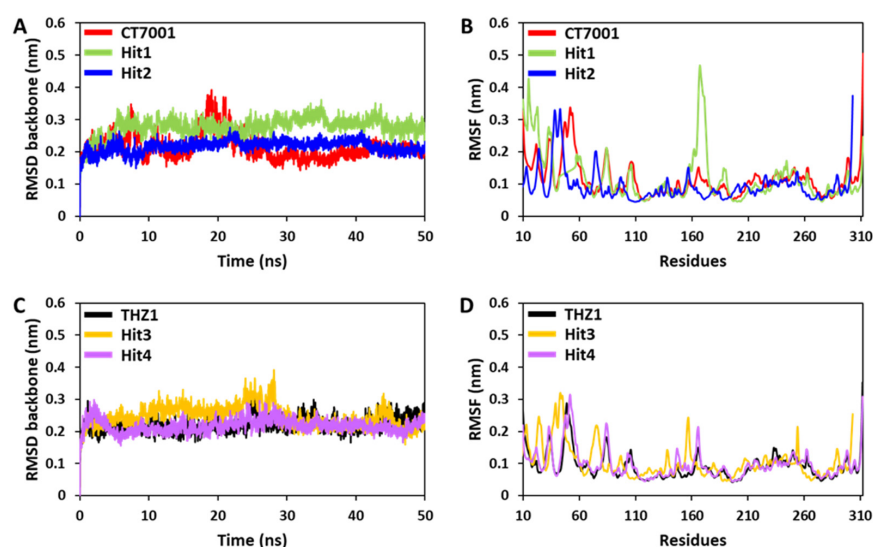 A
RMSD backbone (nm)
0.6
0.5
0.4
0.3
0.2
0.1
0
CT7001
Hit1
Hit2
0 10 20 30 40 50
Time (ns)
B
RMSF (nm)
0.6
0.5
0.4
0.3
0.2
0.1
0
CT7001
Hit1
Hit2
10 60 110 160 210 260 310
Residues
C
RMSD backbone (nm)
0.6
0.5
0.4
0.3
0.2
0.1
0
THZ1
Hit3
Hit4
0 10 20 30 40 50
Time (ns)
D
RMSF (nm)
0.6
0.5
0.4
0.3
0.2
0.1
0
THZ1
Hit3
Hit4
10 60 110 160 210 260 310
Residues